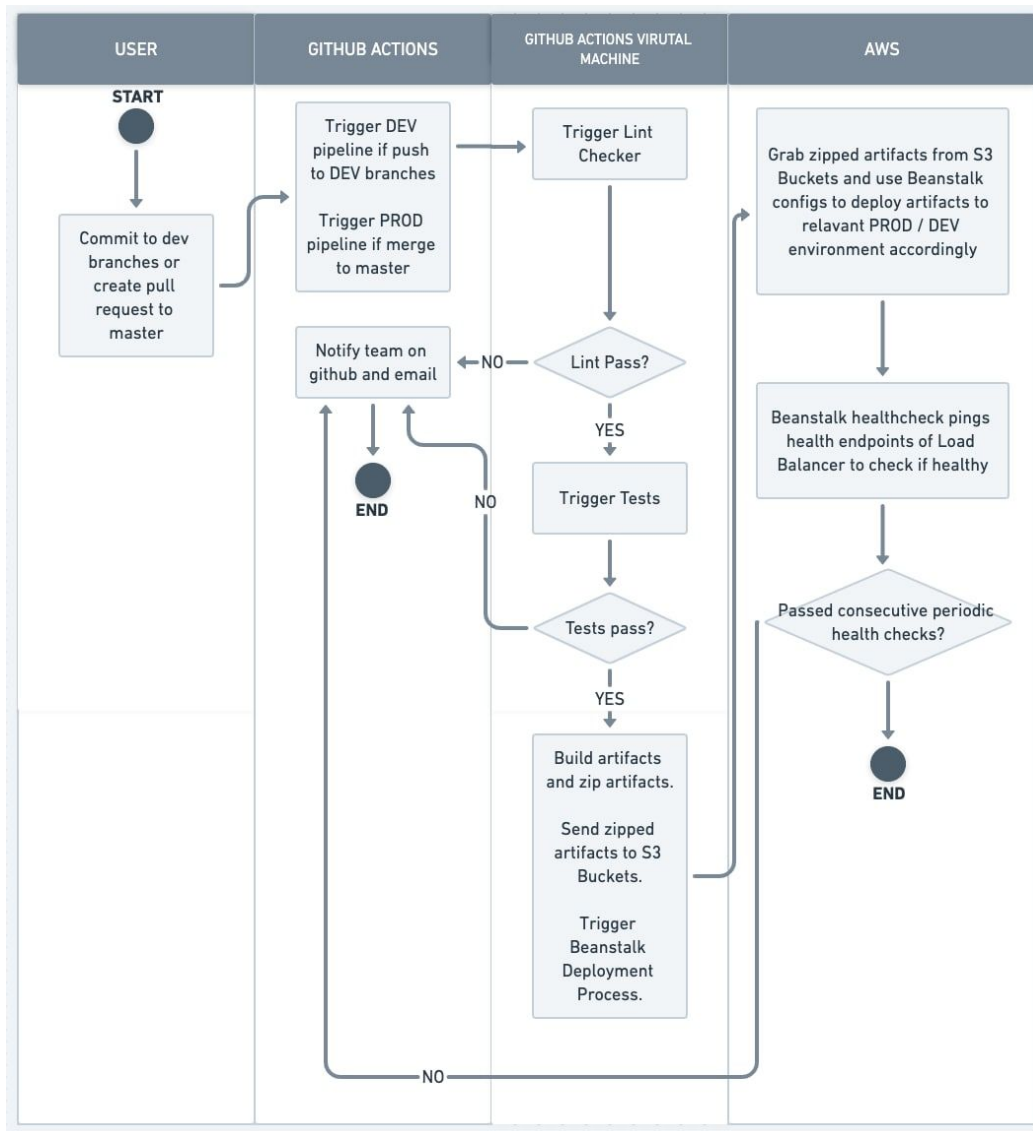 USER
GITHUB ACTIONS
GITHUB ACTIONS VIRUTAL
MACHINE
AWS
START
Commit to dev
branches or
create pull
request to
master
Trigger DEV
pipeline if push
to DEV branches
Trigger PROD
pipeline if merge
to master
Notify team on
github and email
END
Trigger Lint
Checker
Lint Pass?
NO
YES
Trigger Tests
NO
Tests pass?
YES
Build artifacts
and zip artifacts.
Send zipped
artifacts to S3
Buckets.
Trigger
Beanstalk
Deployment
Process.
Grab zipped artifacts from S3
Buckets and use Beanstalk
configs to deploy artifacts to
relavant PROD / DEV
environment accordingly
Beanstalk healthcheck pings
health endpoints of Load
Balancer to check if healthy
Passed consecutive periodic
health checks?
END
NO